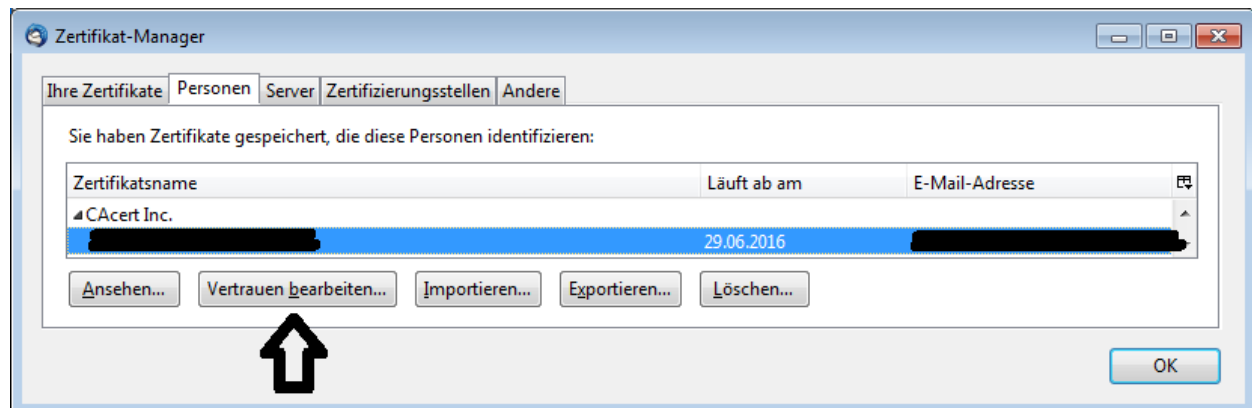 Zertifikat-Manager
Ihre Zertifikate Personen Server Zertifizierungsstellen Andere
Sie haben Zertifikate gespeichert, die diese Personen identifizieren:
Zertifikatsname Läuft ab am E-Mail-Adresse
CAcert Inc.
29.06.2016
Ansehen... Vertrauen bearbeiten... Importieren... Exportieren... Löschen...
OK